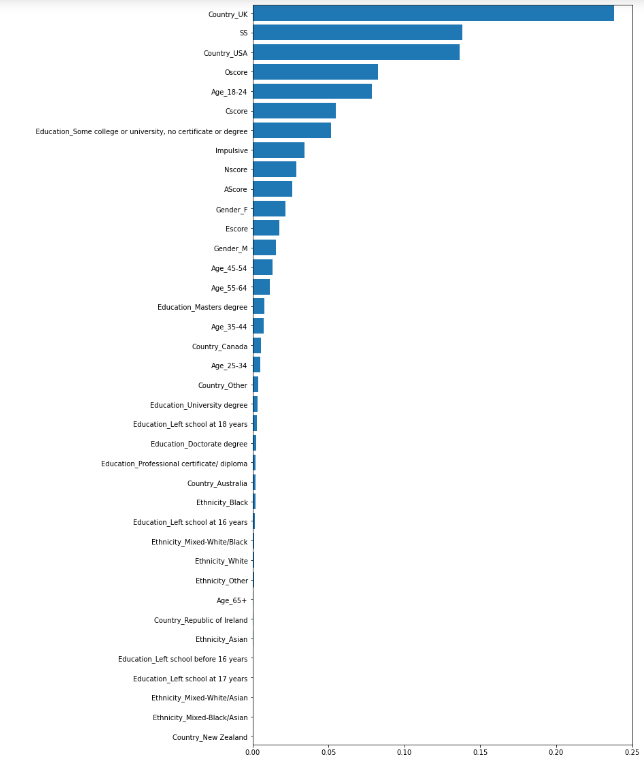 Country_UK
SS
Country_USA
Oscore
Age_18-24
Cscore
Education_Some college or university, no certificate or degree
Impulsive
Nscore
AScore
Gender_F
Escore
Gender_M
Age_45-54
Age_55-64
Education_Masters degree
Age_35-44
Country_Canada
Age_25-34
Country_Other
Education_University degree
Education_Left school at 18 years
Education_Doctorate degree
Education_Professional certificate/ diploma
Country_Australia
Ethnicity_Black
Education_Left school at 16 years
Ethnicity_Mixed-White/Black
Ethnicity_White
Ethnicity_Other
Age_65+
Country_Republic of Ireland
Ethnicity_Asian
Education_Left school before 16 years
Education_Left school at 17 years
Ethnicity_Mixed-White/Asian
Ethnicity_Mixed-Black/Asian
Country_New Zealand
0.00 0.05 0.10 0.15 0.20 0.25